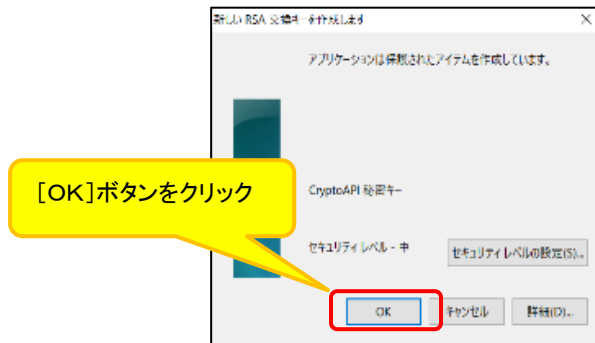 新しい RSA 交換キーを作成します
アプリケーションは保護されたアイテムを作成しています。
［OK］ボタンをクリック
CryptoAPI 秘密キー
セキュリティ レベル - 中
セキュリティ レベルの設定(S)...
OK
キャンセル
詳細(D)...